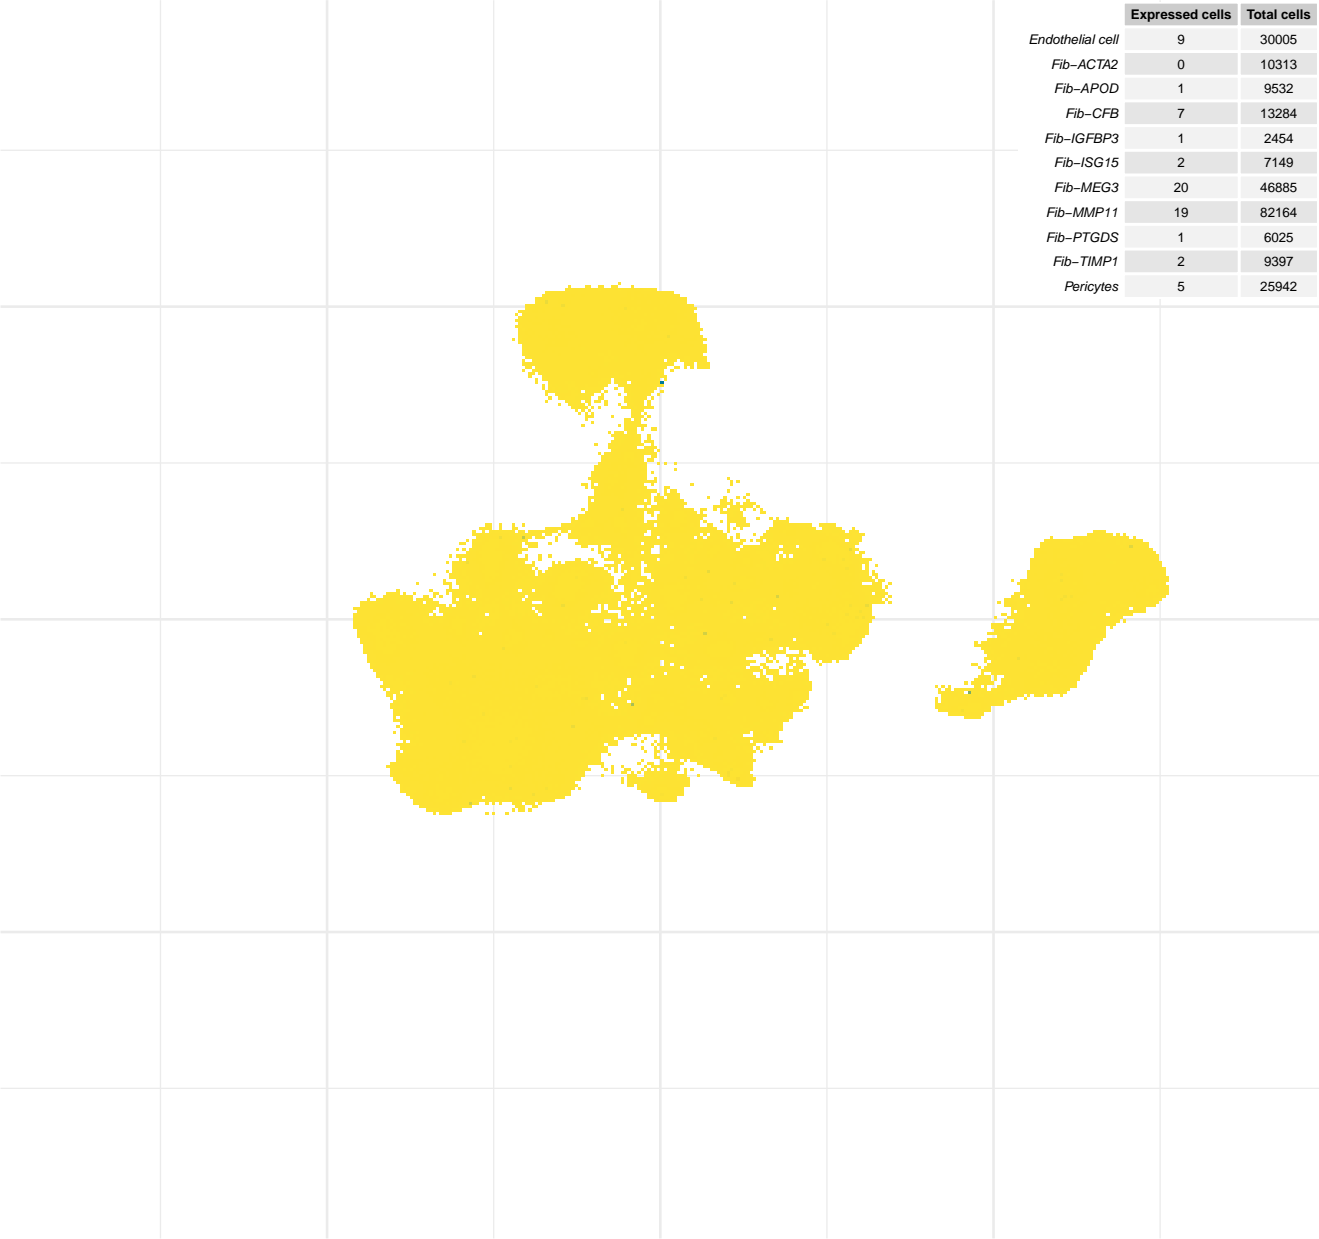 Expressed cells Total cells
Endothelial cell 9 30005
Fib−ACTA2 0 10313
Fib−APOD 1 9532
Fib−CFB 7 13284
Fib−IGFBP3 1 2454
Fib−ISG15 2 7149
Fib−MEG3 20 46885
Fib−MMP11 19 82164
Fib−PTGDS 1 6025
Fib−TIMP1 2 9397
Pericytes 5 25942